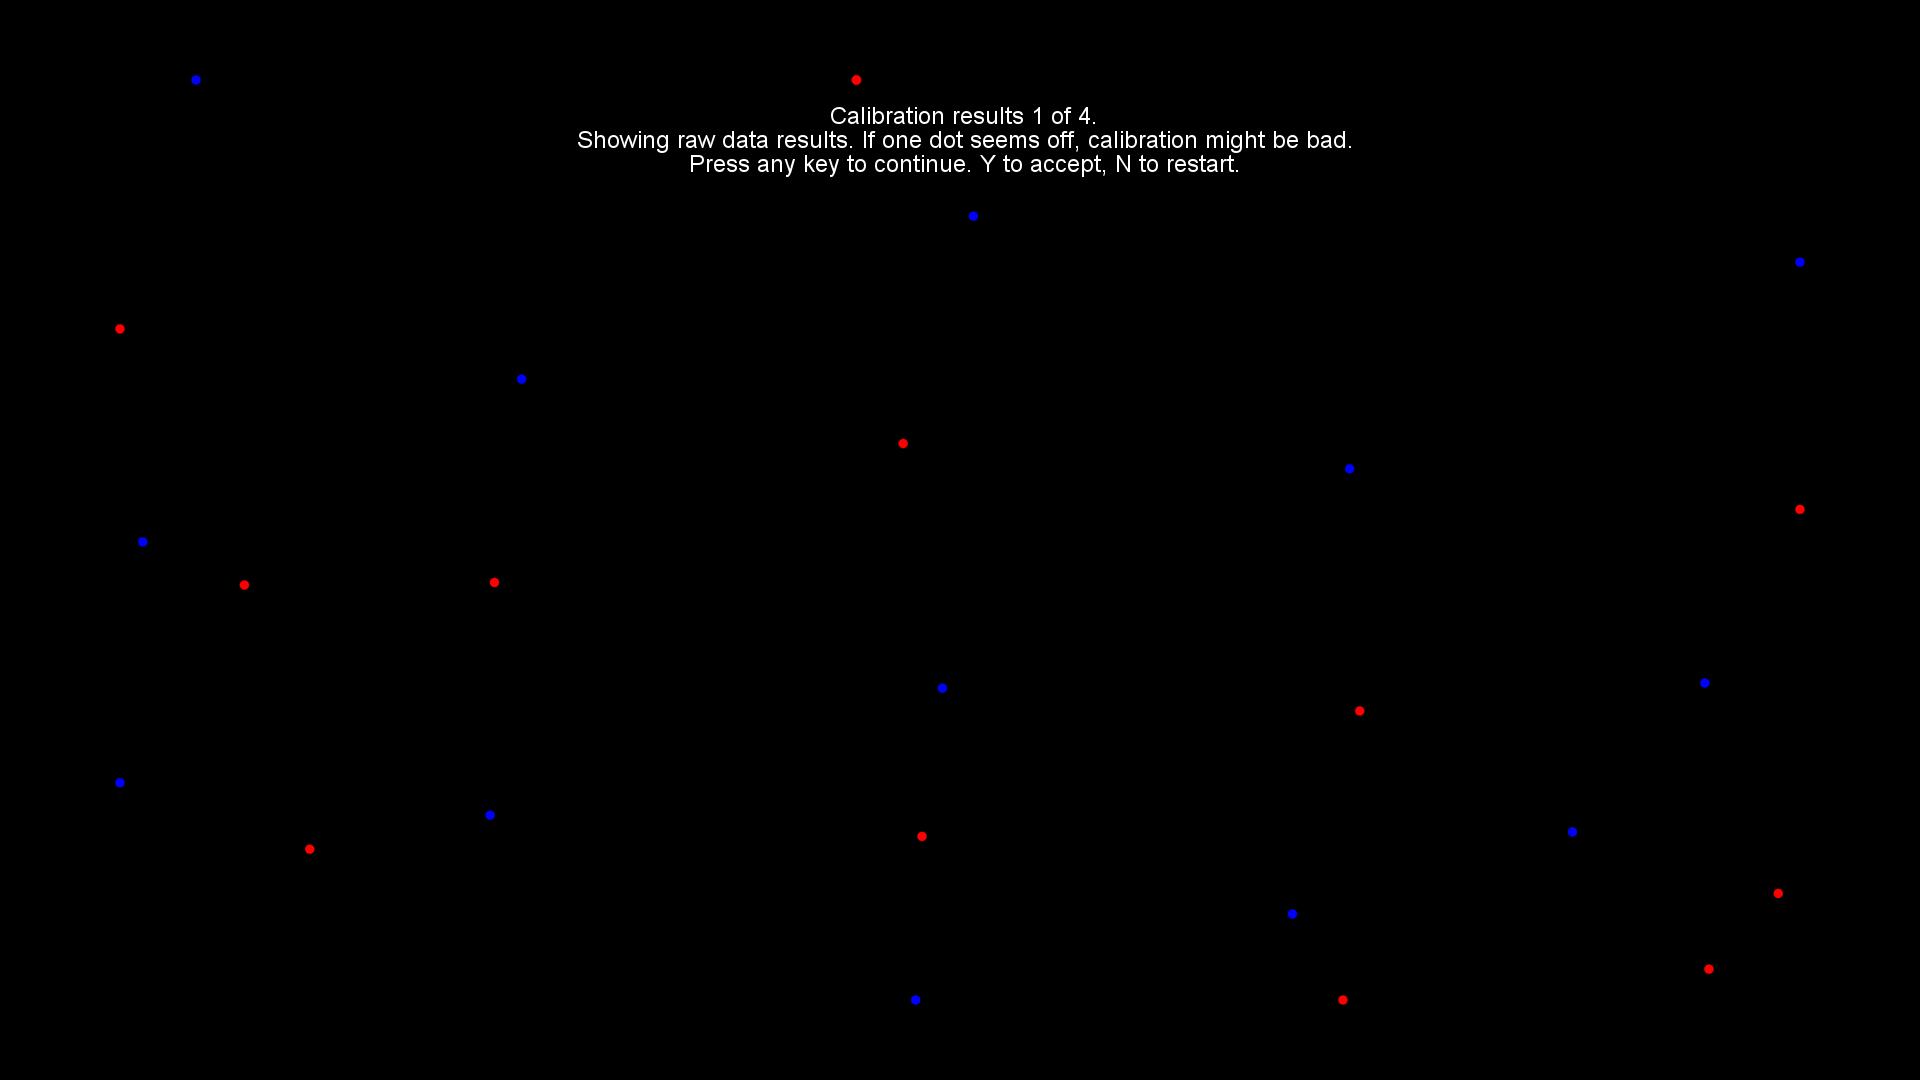 Calibration results 1 of 4.
Showing raw data results. If one dot seems off, calibration might be bad.
Press any key to continue. Y to accept, N to restart.